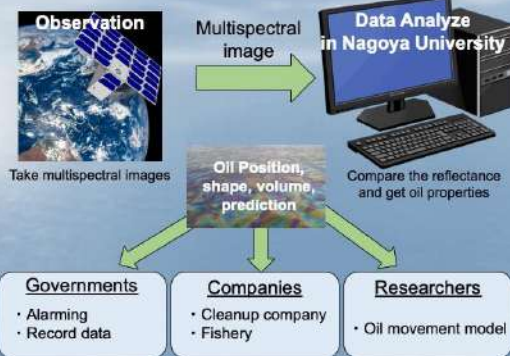 Observation
Multispectral
image
Data Analyze
in Nagoya University
Take multispectral images
Compare the reflectance
and get oil properties
Oil Position,
shape, volume,
prediction
Governments
・Alarming
・Record data
Companies
・Cleanup company
・Fishery
Researchers
・Oil movement model